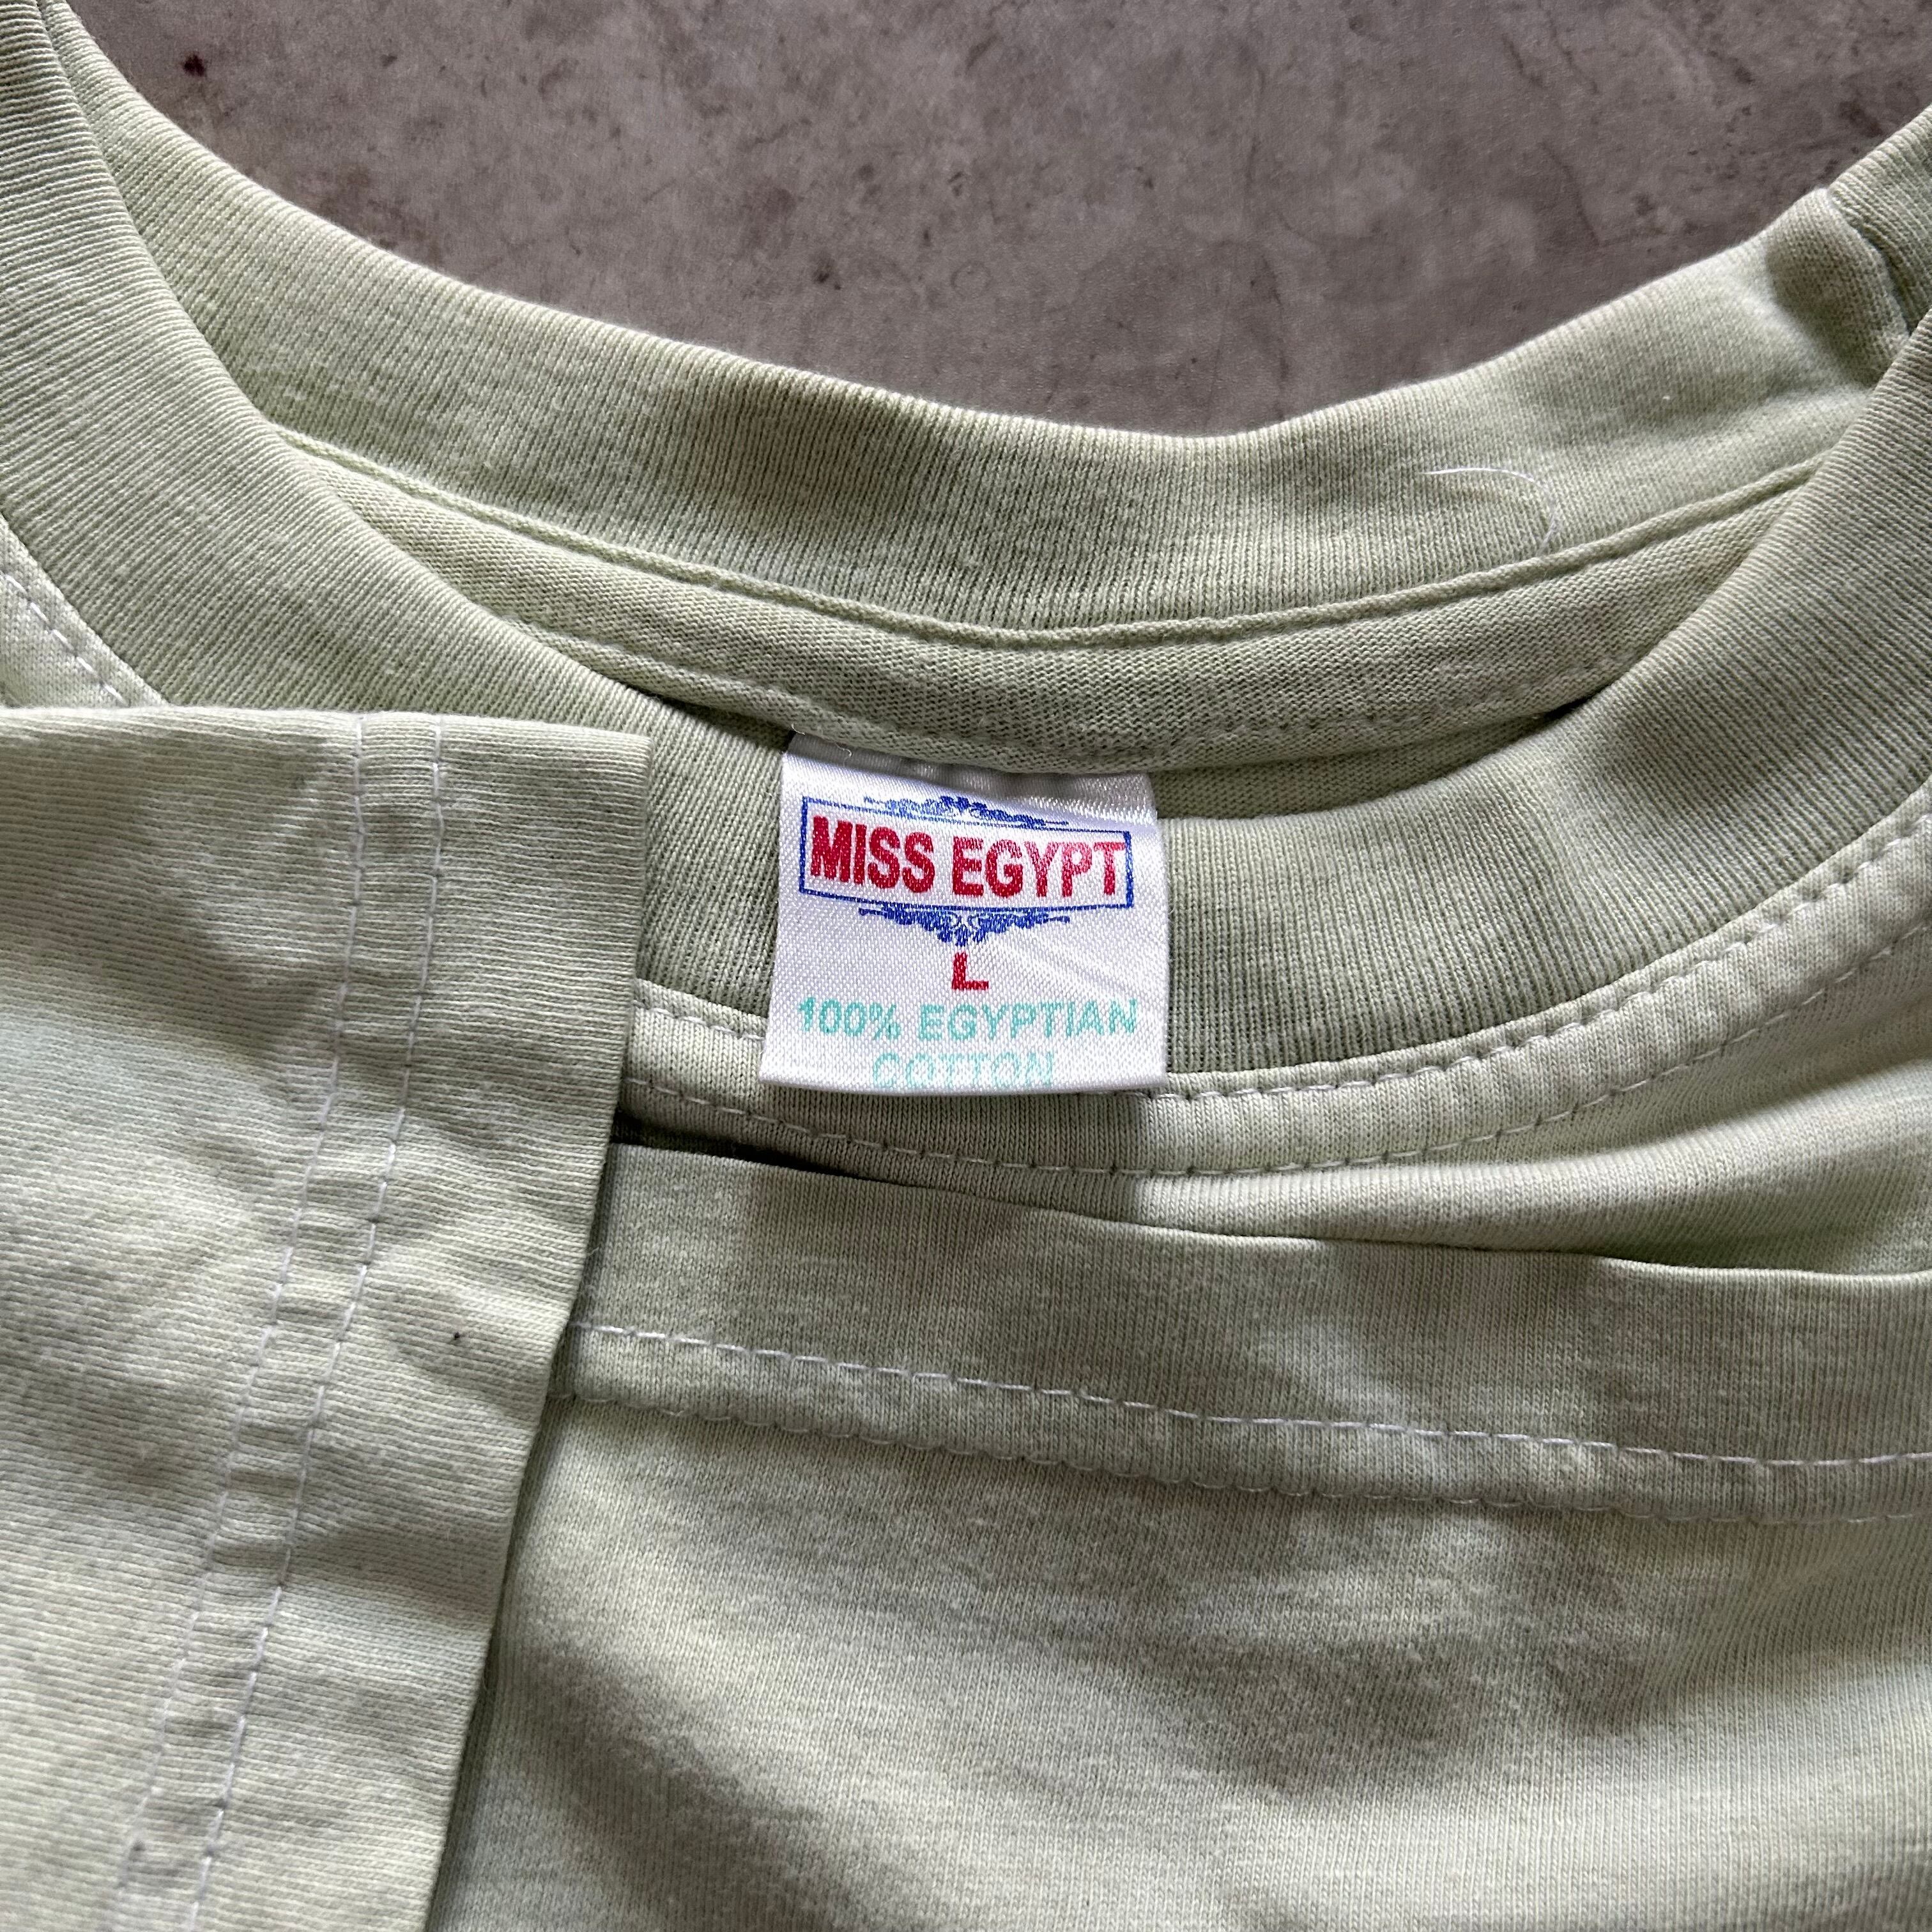 MISS EGYPT
L
100% EGYPTIAN
COTTON